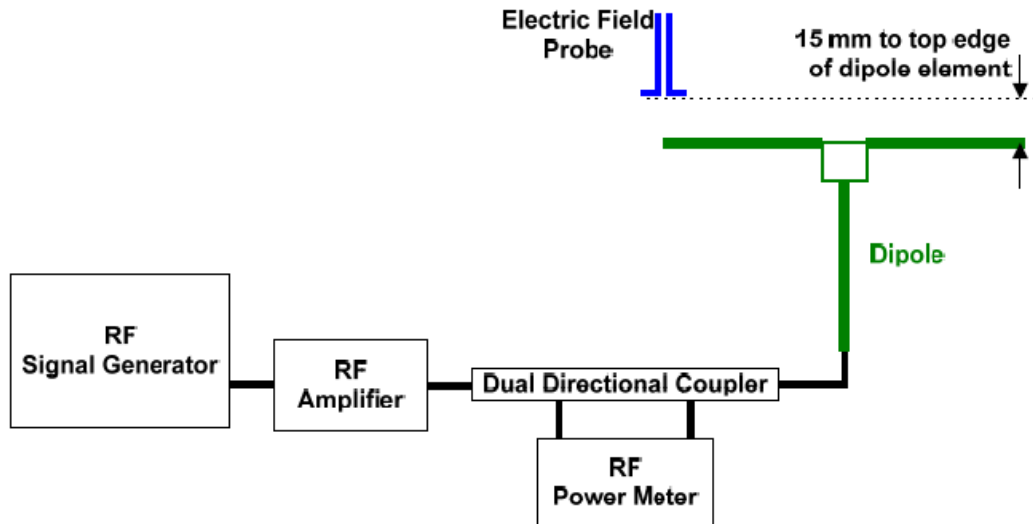 Electric Field
Probe
15 mm to top edge
of dipole element
Dipole
RF
Signal Generator
RF
Amplifier
Dual Directional Coupler
RF
Power Meter